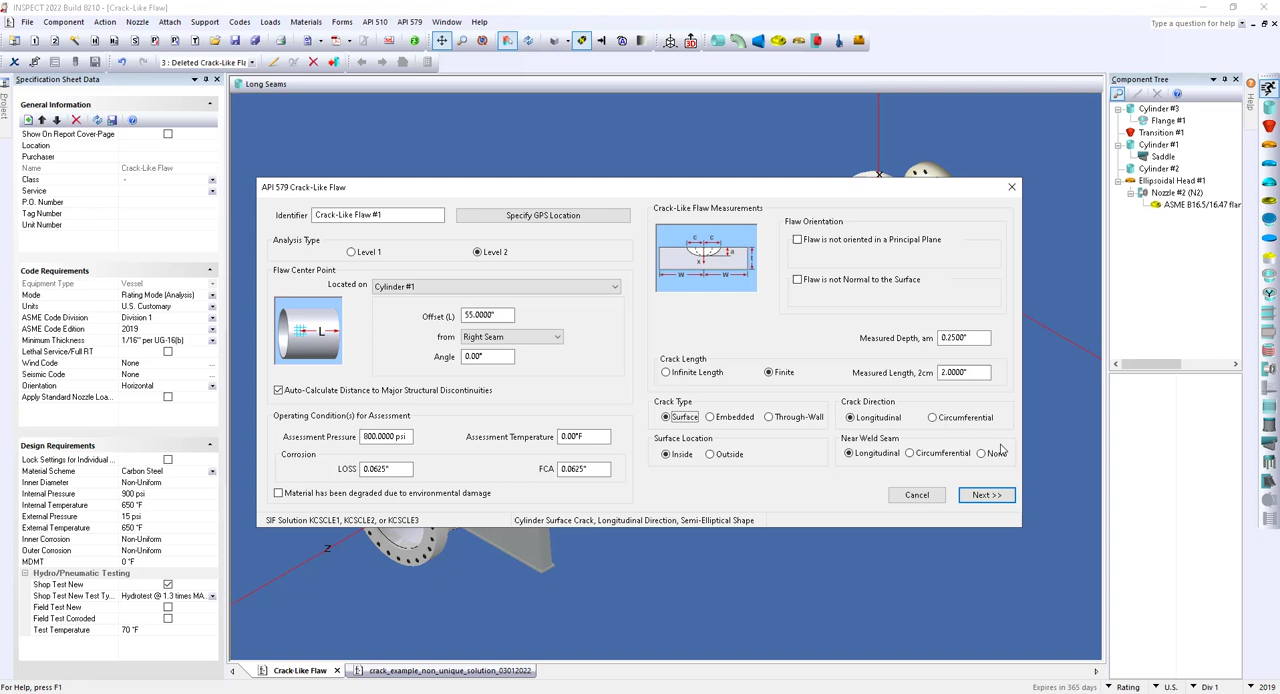 INSPECT 2022 Build 8210 - [Crack-Like Flaw]
File Component Action Nozzle Attach Support Codes Loads Materials Forms API 510 API 579 Window Help
Type a question for help
3 : Deleted Crack-Like Fla
Specification Sheet Data
Project
General Information
Show On Report Cover-Page
Location
Purchaser
Name Crack-Like Flaw
Class -
Service
P.O. Number
Tag Number
Unit Number
Code Requirements
Equipment Type Vessel
Mode Rating Mode (Analysis)
Units U.S. Customary
ASME Code Division Division 1
ASME Code Edition 2019
Minimum Thickness 1/16" per UG-16(b)
Lethal Service/Full RT
Wind Code None ...
Seismic Code None ...
Orientation Horizontal
Apply Standard Nozzle Loa...
Design Requirements
Lock Settings for Individual ...
Material Scheme Carbon Steel
Inner Diameter Non-Uniform
Internal Pressure 900 psi
Internal Temperature 650 °F
External Pressure 15 psi
External Temperature 650 °F
Inner Corrosion Non-Uniform
Outer Corrosion Non-Uniform
MDMT 0 °F
Hydro/Pneumatic Testing
Shop Test New
Shop Test New Test Ty... Hydrotest @ 1.3 times MA...
Field Test New
Field Test Corroded
Test Temperature 70 °F
Long Seams
X
Z
API 579 Crack-Like Flaw
Identifier Crack-Like Flaw #1 Specify GPS Location
Analysis Type
Level 1 Level 2
Flaw Center Point
Located on Cylinder #1
L
Offset (L) 55.0000"
from Right Seam
Angle 0.00°
Auto-Calculate Distance to Major Structural Discontinuities
Operating Condition(s) for Assessment
Assessment Pressure 800.0000 psi Assessment Temperature 0.00°F
Corrosion
LOSS 0.0625" FCA 0.0625"
Material has been degraded due to environmental damage
SIF Solution KCSCLE1, KCSCLE2, or KCSCLE3 Cylinder Surface Crack, Longitudinal Direction, Semi-Elliptical Shape
Crack-Like Flaw Measurements
c c
a t
x
W W
Flaw Orientation
Flaw is not oriented in a Principal Plane
Flaw is not Normal to the Surface
Measured Depth, am 0.2500"
Crack Length
Infinite Length Finite Measured Length, 2cm 2.0000"
Crack Type
Surface Embedded Through-Wall
Crack Direction
Longitudinal Circumferential
Surface Location
Inside Outside
Near Weld Seam
Longitudinal Circumferential None
Cancel Next >>
Component Tree
Help
Cylinder #3
Flange #1
Transition #1
Cylinder #1
Saddle
Cylinder #2
Ellipsoidal Head #1
Nozzle #2 (N2)
ASME B16.5/16.47 flan
Crack-Like Flaw crack_example_non_unique_solution_03012022
For Help, press F1
Expires in 365 days Rating U.S. Div 1 2019